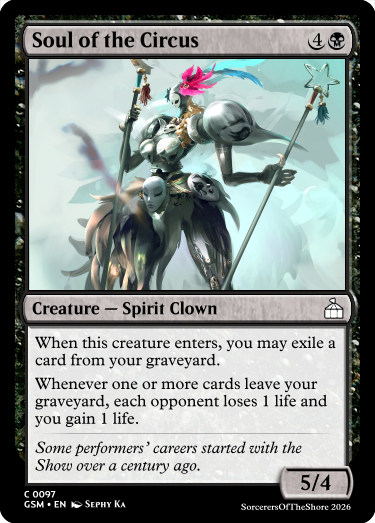 Soul of the Circus 4
Creature — Spirit Clown
When this creature enters, you may exile a
card from your graveyard.
Whenever one or more cards leave your
graveyard, each opponent loses 1 life and
you gain 1 life.
Some performers' careers started with the
Show over a century ago.
5/4
C 0097
GSM • EN Sephy Ka
SorcerersOfTheShore 2026